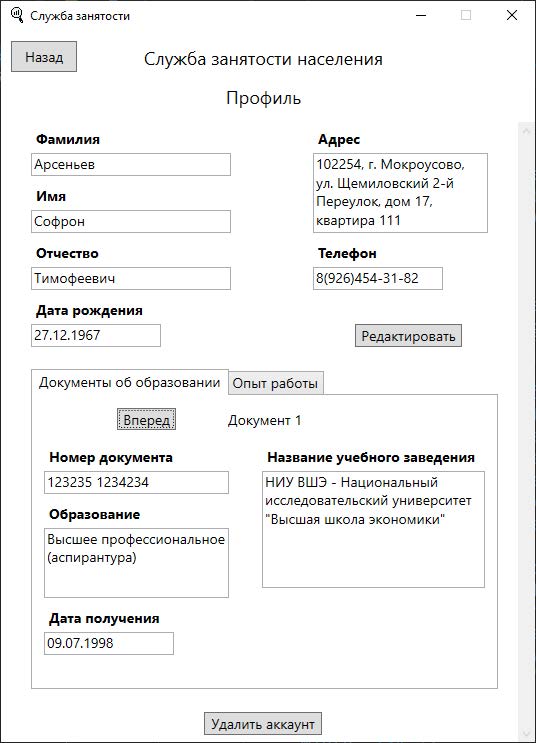 Служба занятости
Назад
Служба занятости населения
Профиль
Фамилия
Арсеньев
Имя
Софрон
Отчество
Тимофеевич
Дата рождения
27.12.1967
Адрес
102254, г. Мокроусово,
ул. Щемиловский 2-й
Переулок, дом 17,
квартира 111
Телефон
8(926)454-31-82
Редактировать
Документы об образовании
Опыт работы
Вперед
Документ 1
Номер документа
123235 1234234
Образование
Высшее профессиональное
(аспирантура)
Дата получения
09.07.1998
Название учебного заведения
НИУ ВШЭ - Национальный
исследовательский университет
"Высшая школа экономики"
Удалить аккаунт